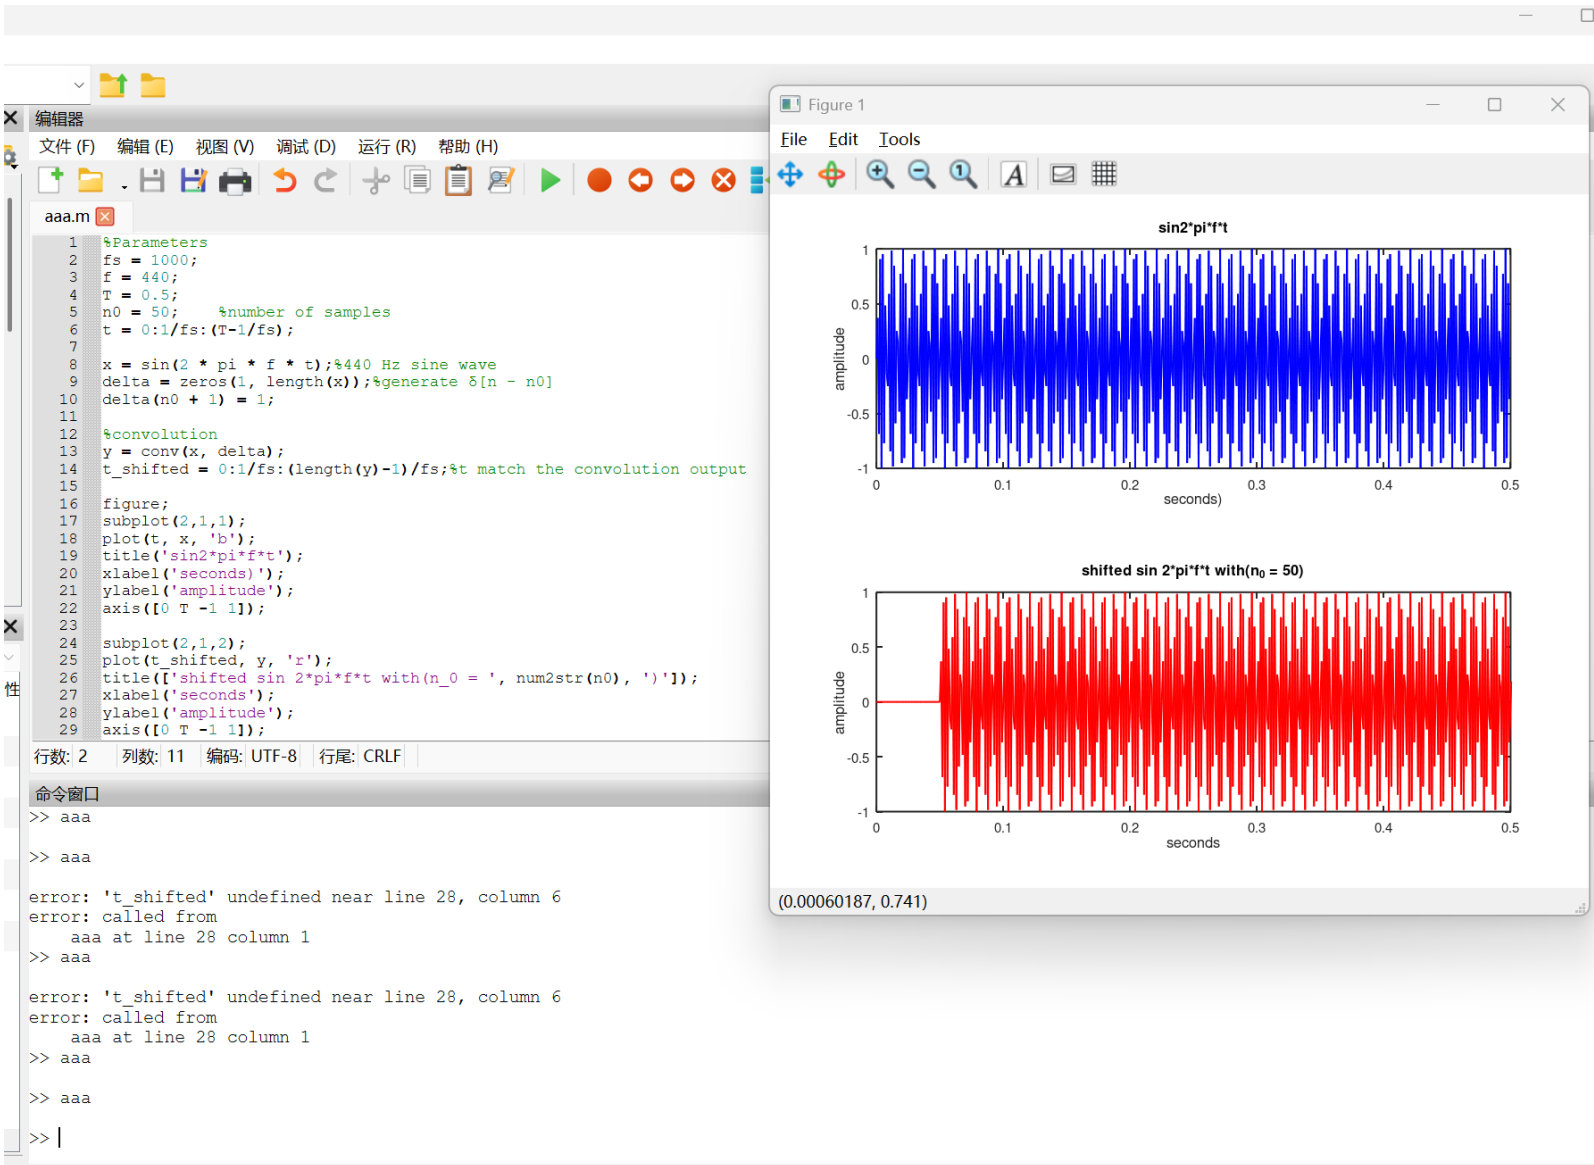 编辑器
文件 (F) 编辑 (E) 视图 (V) 调试 (D) 运行 (R) 帮助 (H)
aaa.m
1 %Parameters
2 fs = 1000;
3 f = 440;
4 T = 0.5;
5 n0 = 50; %number of samples
6 t = 0:1/fs:(T-1/fs);
7
8 x = sin(2 * pi * f * t);%440 Hz sine wave
9 delta = zeros(1, length(x));%generate δ[n - n0]
10 delta(n0 + 1) = 1;
11
12 %convolution
13 y = conv(x, delta);
14 t_shifted = 0:1/fs:(length(y)-1)/fs;%t match the convolution output
15
16 figure;
17 subplot(2,1,1);
18 plot(t, x, 'b');
19 title('sin2*pi*f*t');
20 xlabel('seconds)');
21 ylabel('amplitude');
22 axis([0 T -1 1]);
23
24 subplot(2,1,2);
25 plot(t_shifted, y, 'r');
26 title(['shifted sin 2*pi*f*t with(n_0 = ', num2str(n0), ')']);
27 xlabel('seconds');
28 ylabel('amplitude');
29 axis([0 T -1 1]);
行数: 2 列数: 11 编码: UTF-8 行尾: CRLF
性
命令窗口
>> aaa
>> aaa
error: 't_shifted' undefined near line 28, column 6
error: called from
aaa at line 28 column 1
>> aaa
error: 't_shifted' undefined near line 28, column 6
error: called from
aaa at line 28 column 1
>> aaa
>> aaa
>>
Figure 1
File Edit Tools
1 A
sin2*pi*f*t
1
0.5
0
-0.5
-1
amplitude
0 0.1 0.2 0.3 0.4 0.5
seconds)
shifted sin 2*pi*f*t with(n₀ = 50)
1
0.5
0
-0.5
-1
amplitude
0 0.1 0.2 0.3 0.4 0.5
seconds
(0.00060187, 0.741)